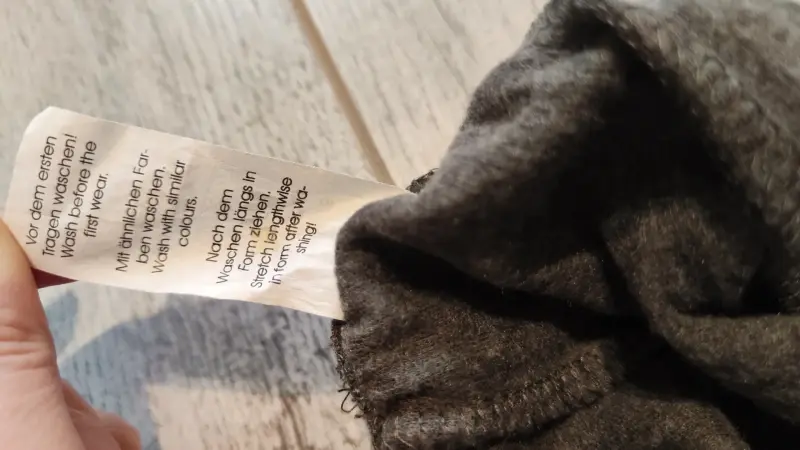 Vor dem ersten
Tragen waschen!
Wash before the
first wear.
Mit ähnlichen Far-
ben waschen.
Wash with similar
colours.
Nach dem
Waschen längs in
Form ziehen.
Stretch lengthwise
in form after wa-
shing!